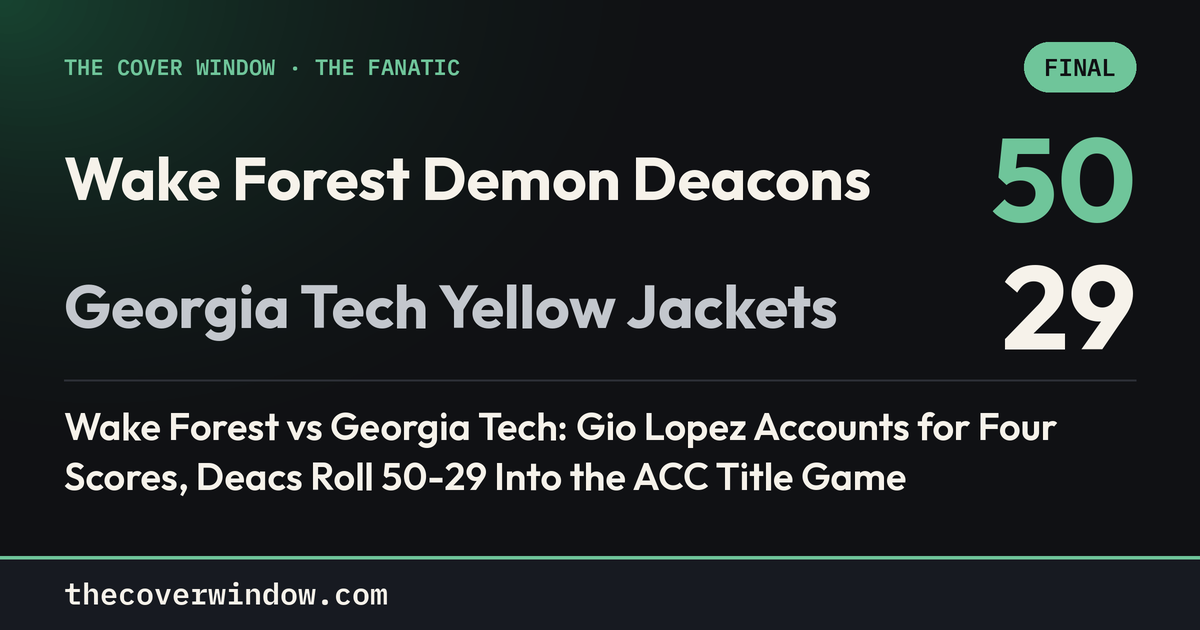 THE COVER WINDOW · THE FANATIC
FINAL
Wake Forest Demon Deacons
50
Georgia Tech Yellow Jackets
29
Wake Forest vs Georgia Tech: Gio Lopez Accounts for Four
Scores, Deacs Roll 50-29 Into the ACC Title Game
thecoverwindow.com